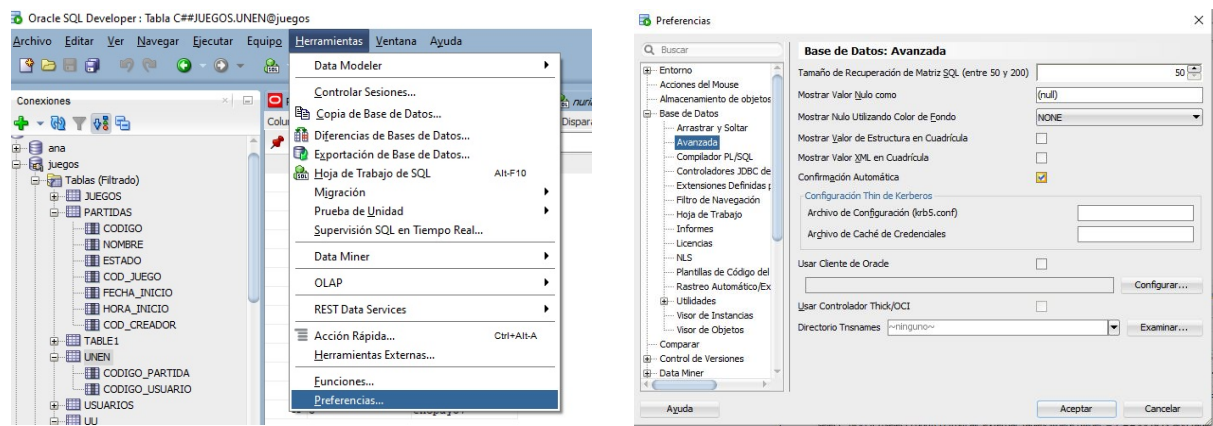 Oracle SQL Developer : Tabla C##JUEGOS.UNEN@juegos
Archivo Editar Ver Navegar Ejecutar Equipo Herramientas Ventana Ayuda
Conexiones
ana
juegos
Tablas (Filtrado)
JUEGOS
PARTIDAS
CODIGO
NOMBRE
ESTADO
COD_JUEGO
FECHA_INICIO
HORA_INICIO
COD_CREADOR
TABLE1
UNEN
CODIGO_PARTIDA
CODIGO_USUARIO
USUARIOS
UU
Data Modeler
Controlar Sesiones...
Copia de Base de Datos...
Diferencias de Bases de Datos...
Exportación de Base de Datos...
Hoja de Trabajo de SQL Alt-F10
Migración
Prueba de Unidad
Supervisión SQL en Tiempo Real...
Data Miner
OLAP
REST Data Services
Acción Rápida... Ctrl+Alt-A
Herramientas Externas...
Funciones...
Preferencias...
Preferencias
Buscar
Entorno
Acciones del Mouse
Almacenamiento de objetos
Base de Datos
Arrastrar y Soltar
Avanzada
Compilador PL/SQL
Controladores JDBC de
Extensiones Definidas p
Filtro de Navegación
Hoja de Trabajo
Informes
Licencias
NLS
Plantillas de Código del
Rastreo Automático/Ex
Utilidades
Visor de Instancias
Visor de Objetos
Comparar
Control de Versiones
Data Miner
Base de Datos: Avanzada
Tamaño de Recuperación de Matriz SQL (entre 50 y 200) 50
Mostrar Valor Nulo como (null)
Mostrar Nulo Utilizando Color de Fondo NONE
Mostrar Valor de Estructura en Cuadrícula
Mostrar Valor XML en Cuadrícula
Confirmación Automática
Configuración Thin de Kerberos
Archivo de Configuración (krb5.conf)
Archivo de Caché de Credenciales
Usar Cliente de Oracle
Configurar...
Usar Controlador Thick/OCI
Directorio Tnsnames ~ninguno~ Examinar...
Ayuda Aceptar Cancelar